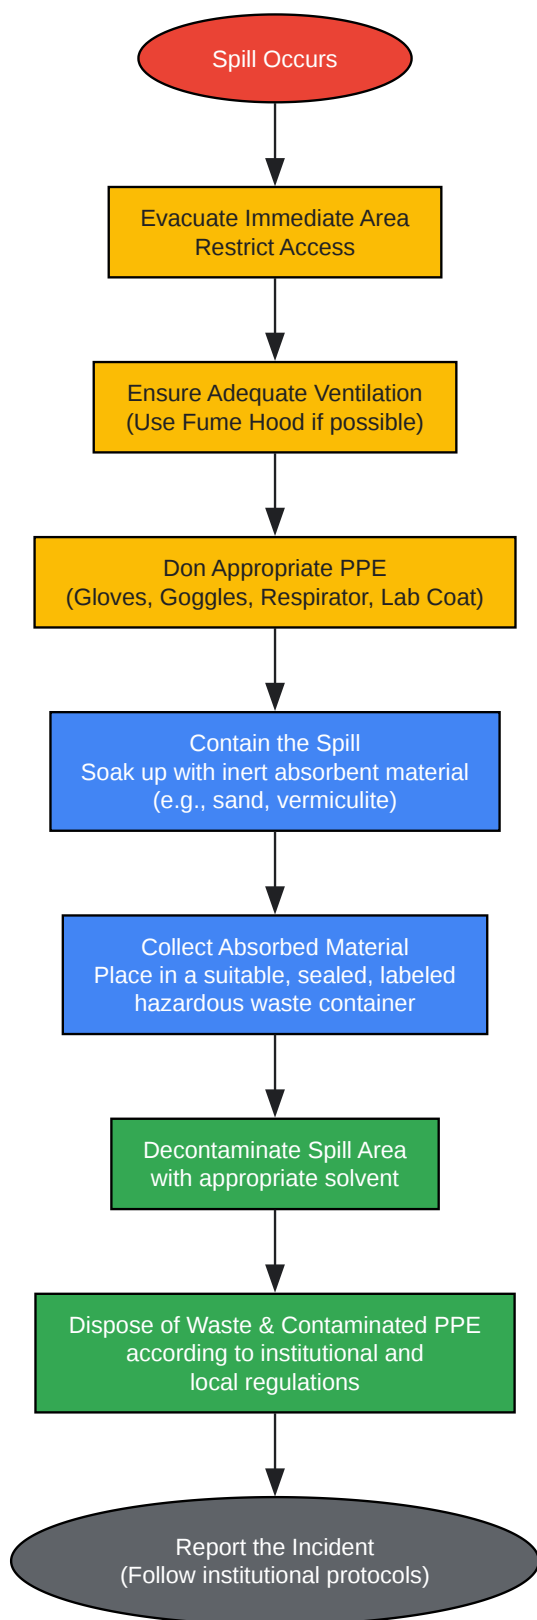 Spill Occurs
Evacuate Immediate Area
Restrict Access
Ensure Adequate Ventilation
(Use Fume Hood if possible)
Don Appropriate PPE
(Gloves, Goggles, Respirator, Lab Coat)
Contain the Spill
Soak up with inert absorbent material
(e.g., sand, vermiculite)
Collect Absorbed Material
Place in a suitable, sealed, labeled
hazardous waste container
Decontaminate Spill Area
with appropriate solvent
Dispose of Waste & Contaminated PPE
according to institutional and
local regulations
Report the Incident
(Follow institutional protocols)